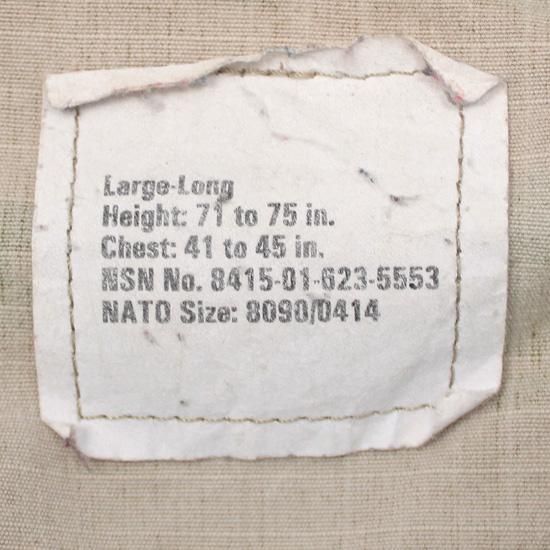 Large-Long
Height: 71 to 75 in.
Chest: 41 to 45 in.
NSN No. 8415-01-623-5553
NATO Size: 8090/0414